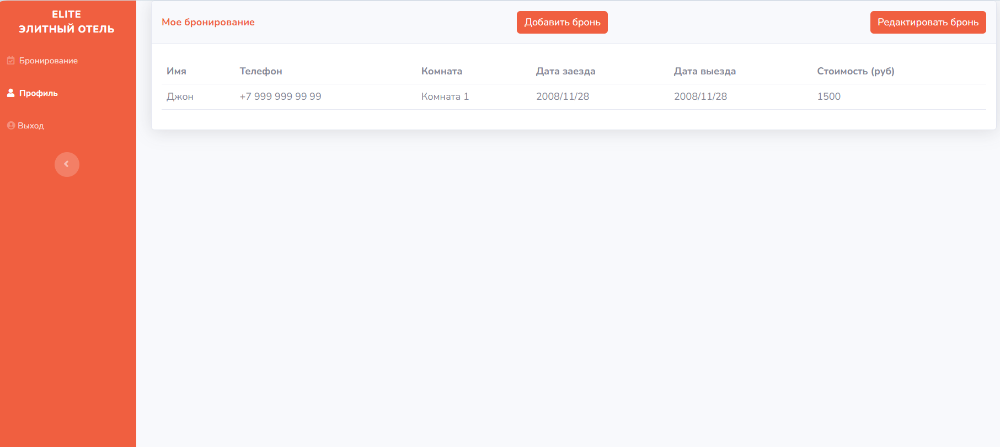 ELITE
ЭЛИТНЫЙ ОТЕЛЬ
Бронирование
Профиль
Выход
Мое бронирование Добавить бронь Редактировать бронь
Имя Телефон Комната Дата заезда Дата выезда Стоимость (руб)
Джон +7 999 999 99 99 Комната 1 2008/11/28 2008/11/28 1500